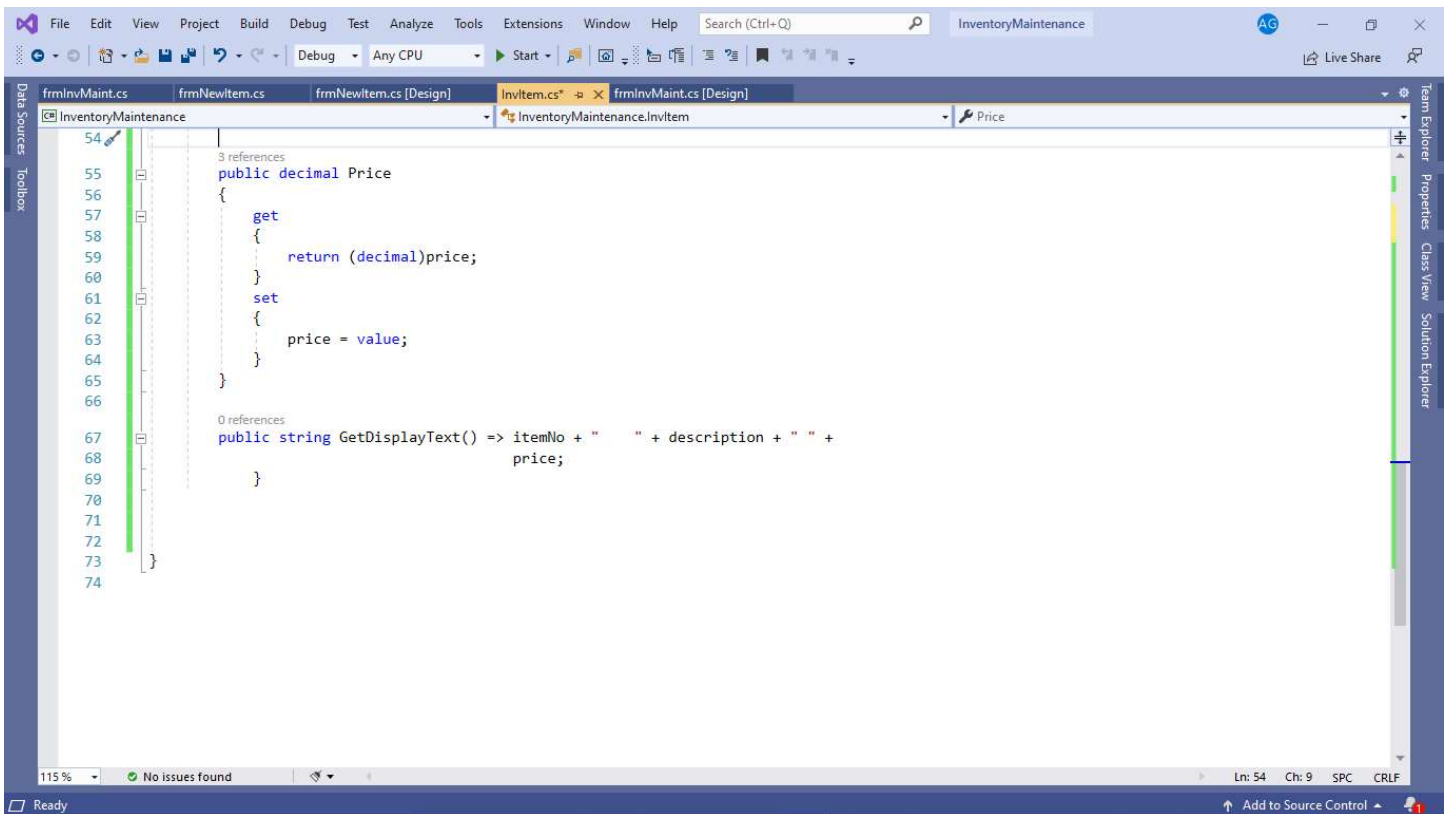 File Edit View Project Build Debug Test Analyze Tools Extensions Window Help Search (Ctrl+Q) InventoryMaintenance AG
Debug Any CPU Start Live Share
frmInvMaint.cs frmNewItem.cs frmNewItem.cs [Design] InvItem.cs* frmInvMaint.cs [Design]
InventoryMaintenance InventoryMaintenance.InvItem Price
Data Sources
Toolbox
Team Explorer
Properties
Class View
Solution Explorer
54
3 references
55 public decimal Price
56 {
57 get
58 {
59 return (decimal)price;
60 }
61 set
62 {
63 price = value;
64 }
65 }
66
0 references
67 public string GetDisplayText() => itemNo + "    " + description + " " +
68 price;
69 }
70
71
72
73 }
74
115 % No issues found Ln: 54 Ch: 9 SPC CRLF
Ready Add to Source Control 1